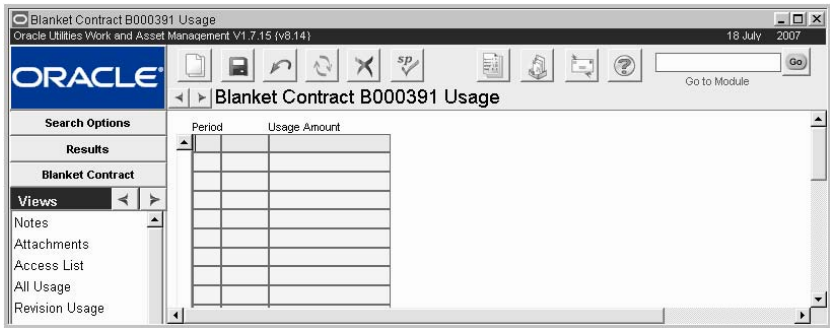 Blanket Contract B000391 Usage
Oracle Utilities Work and Asset Management V1.7.15 (v8.14)
18 July 2007
ORACLE
sp
Go
Go to Module
Blanket Contract B000391 Usage
Search Options
Results
Blanket Contract
Views
Notes
Attachments
Access List
All Usage
Revision Usage
Period Usage Amount